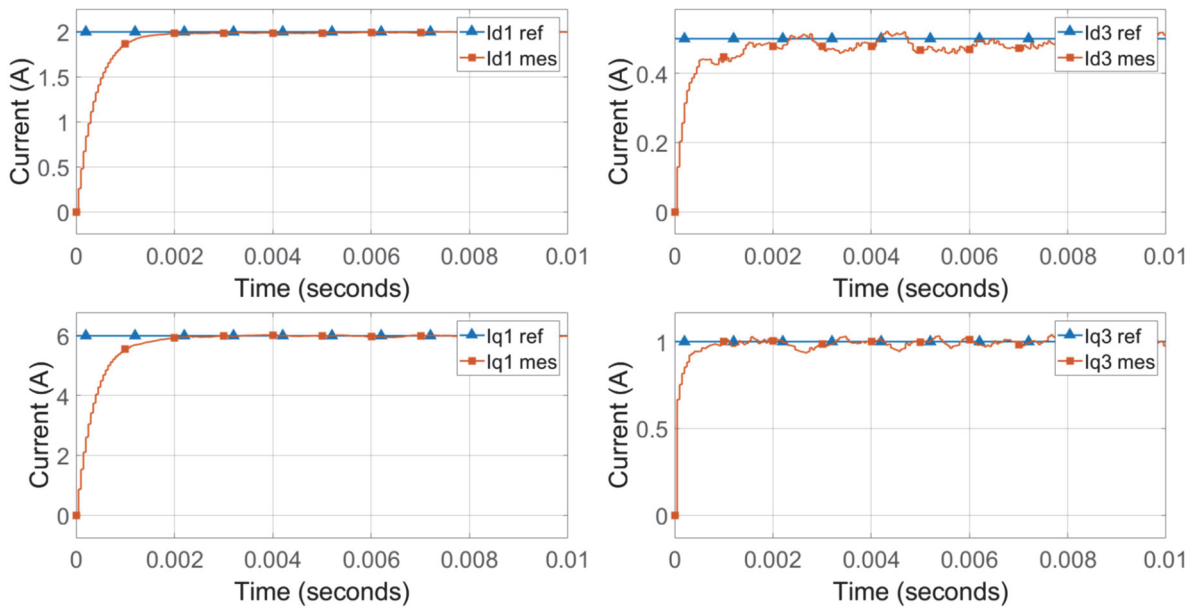 2
1.5
1
0.5
0
Current (A)
Id1 ref
Id1 mes
0 0.002 0.004 0.006 0.008 0.01
Time (seconds)
0.4
0.2
0
Current (A)
Id3 ref
Id3 mes
0 0.002 0.004 0.006 0.008 0.01
Time (seconds)
6
4
2
0
Current (A)
Iq1 ref
Iq1 mes
0 0.002 0.004 0.006 0.008 0.01
Time (seconds)
1
0.5
0
Current (A)
Iq3 ref
Iq3 mes
0 0.002 0.004 0.006 0.008 0.01
Time (seconds)